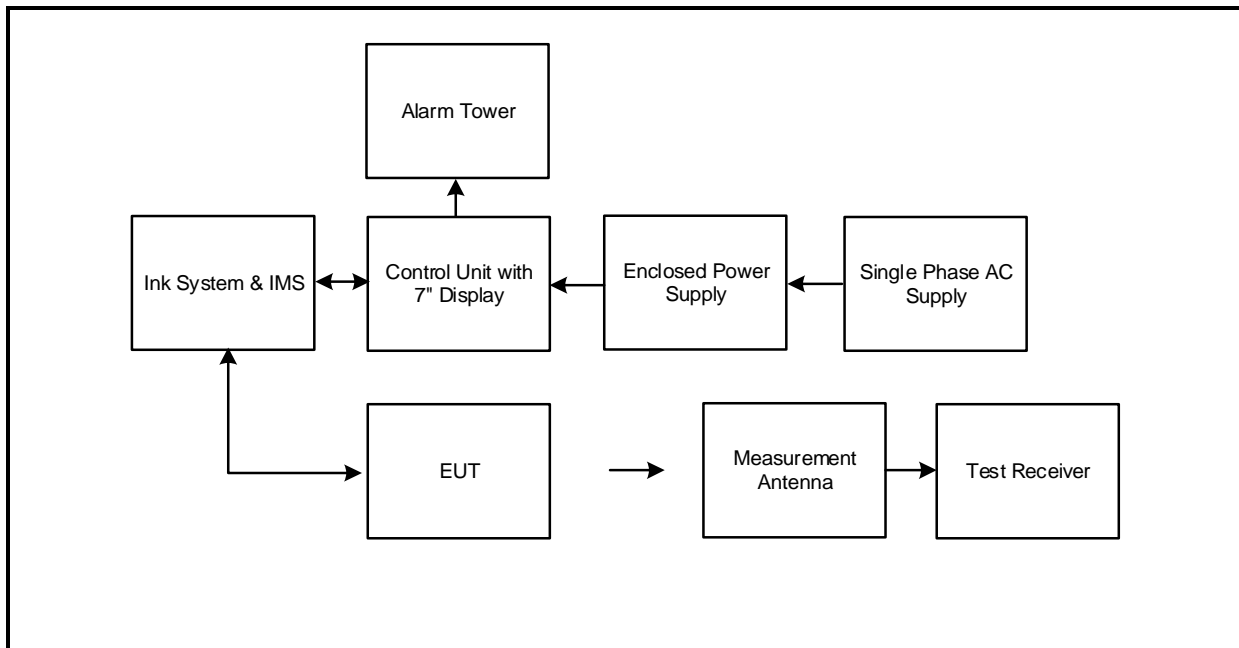 Alarm Tower
Ink System & IMS
Control Unit with
7" Display
Enclosed Power
Supply
Single Phase AC
Supply
EUT
Measurement
Antenna
Test Receiver